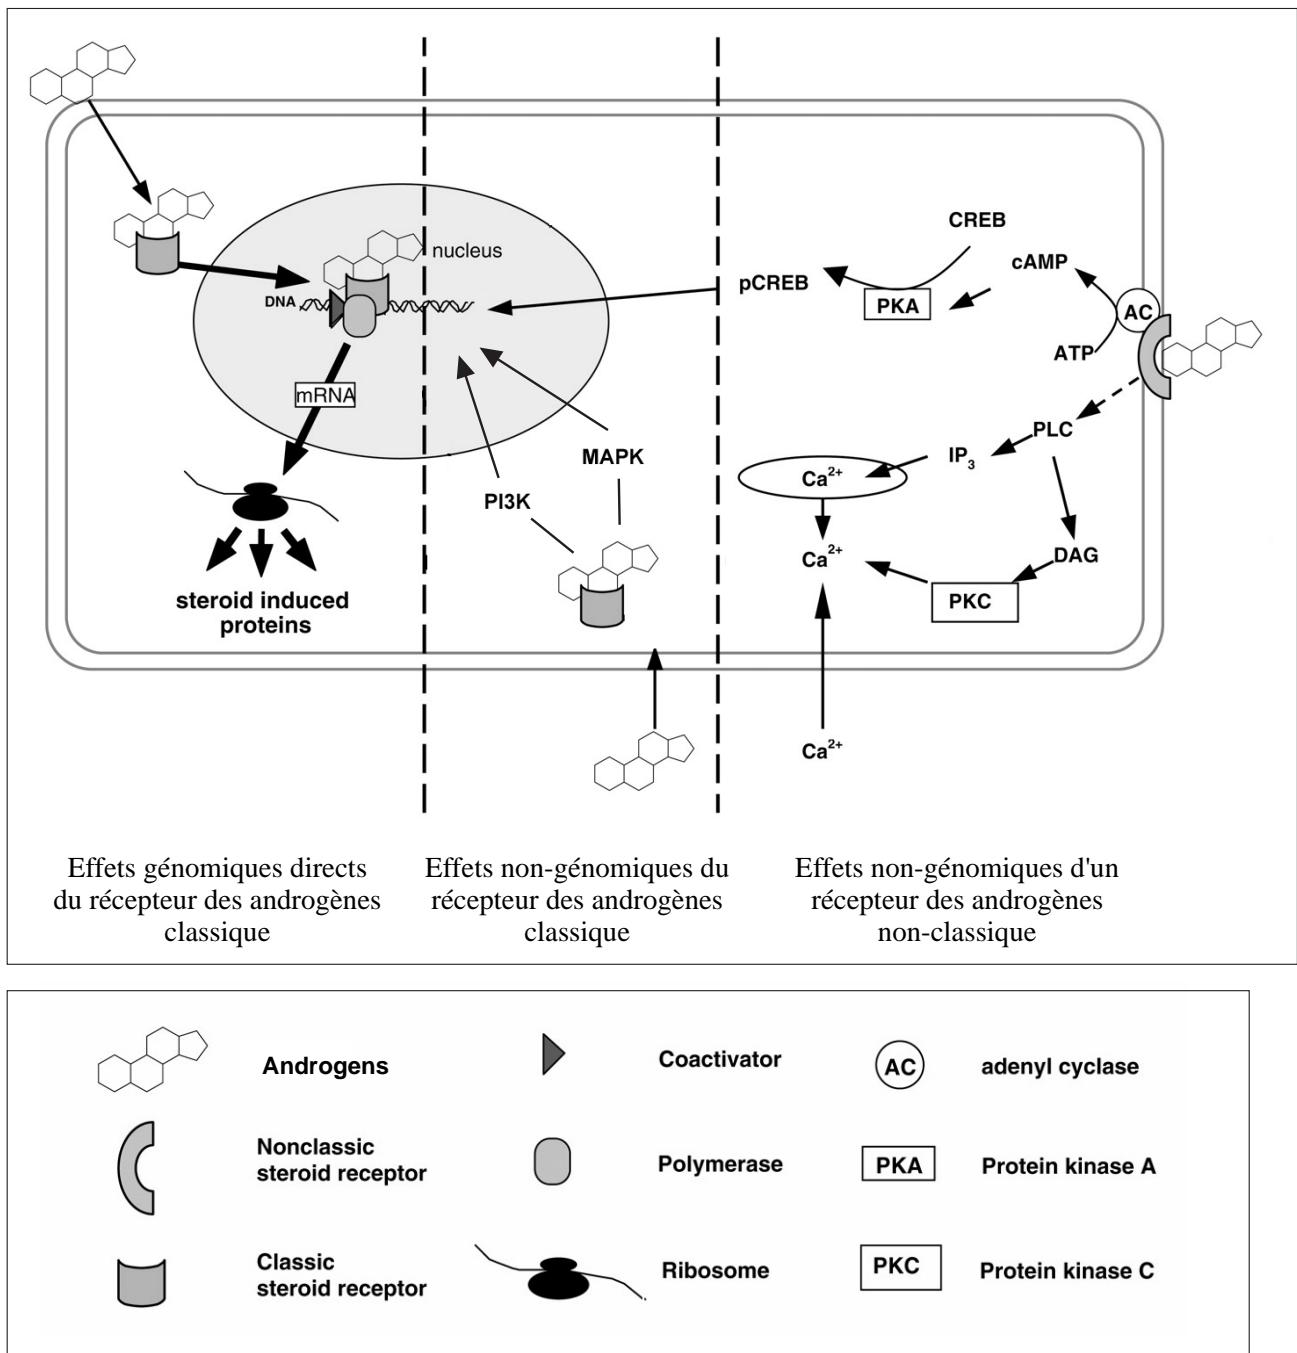 nucleus
DNA
mRNA
steroid induced
proteins
PI3K
MAPK
CREB
cAMP
pCREB
PKA
AC
ATP
PLC
IP3
Ca2+
Ca2+
DAG
PKC
Ca2+
Effets génomiques directs
du récepteur des androgènes
classique
Effets non-génomiques du
récepteur des androgènes
classique
Effets non-génomiques d'un
récepteur des androgènes
non-classique
Androgens
Coactivator
AC
adenyl cyclase
Nonclassic
steroid receptor
Polymerase
PKA
Protein kinase A
Classic
steroid receptor
Ribosome
PKC
Protein kinase C